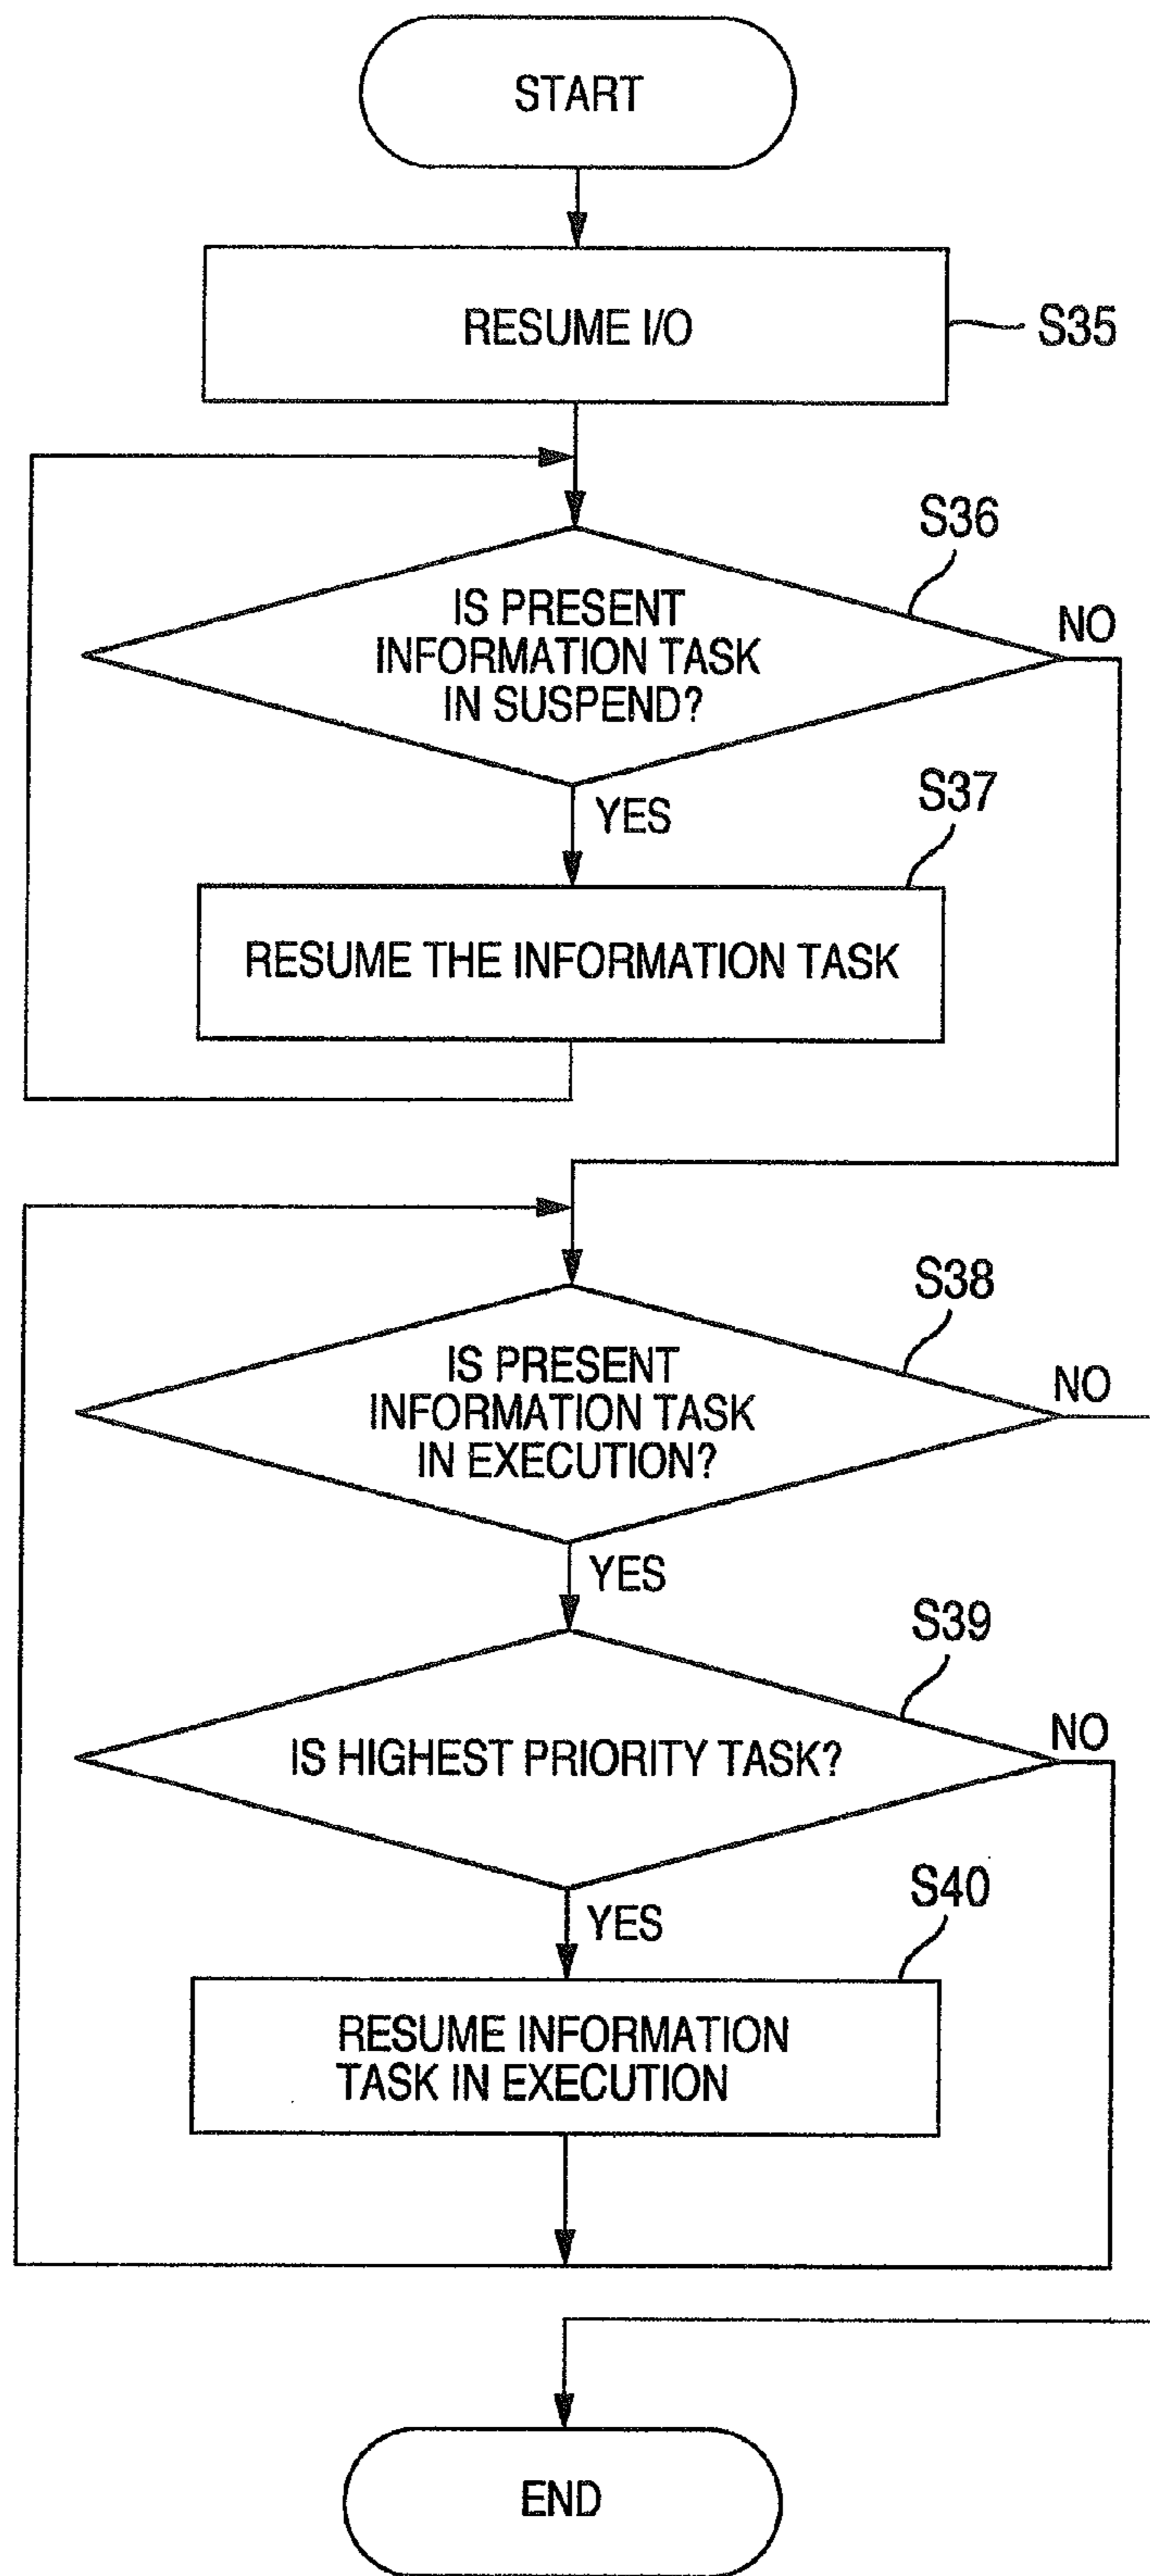 START
RESUME I/O
S35
S36
IS PRESENT
INFORMATION TASK
IN SUSPEND?
NO
YES
S37
RESUME THE INFORMATION TASK
S38
IS PRESENT
INFORMATION TASK
IN EXECUTION?
NO
YES
S39
IS HIGHEST PRIORITY TASK?
NO
YES
S40
RESUME INFORMATION
TASK IN EXECUTION
END